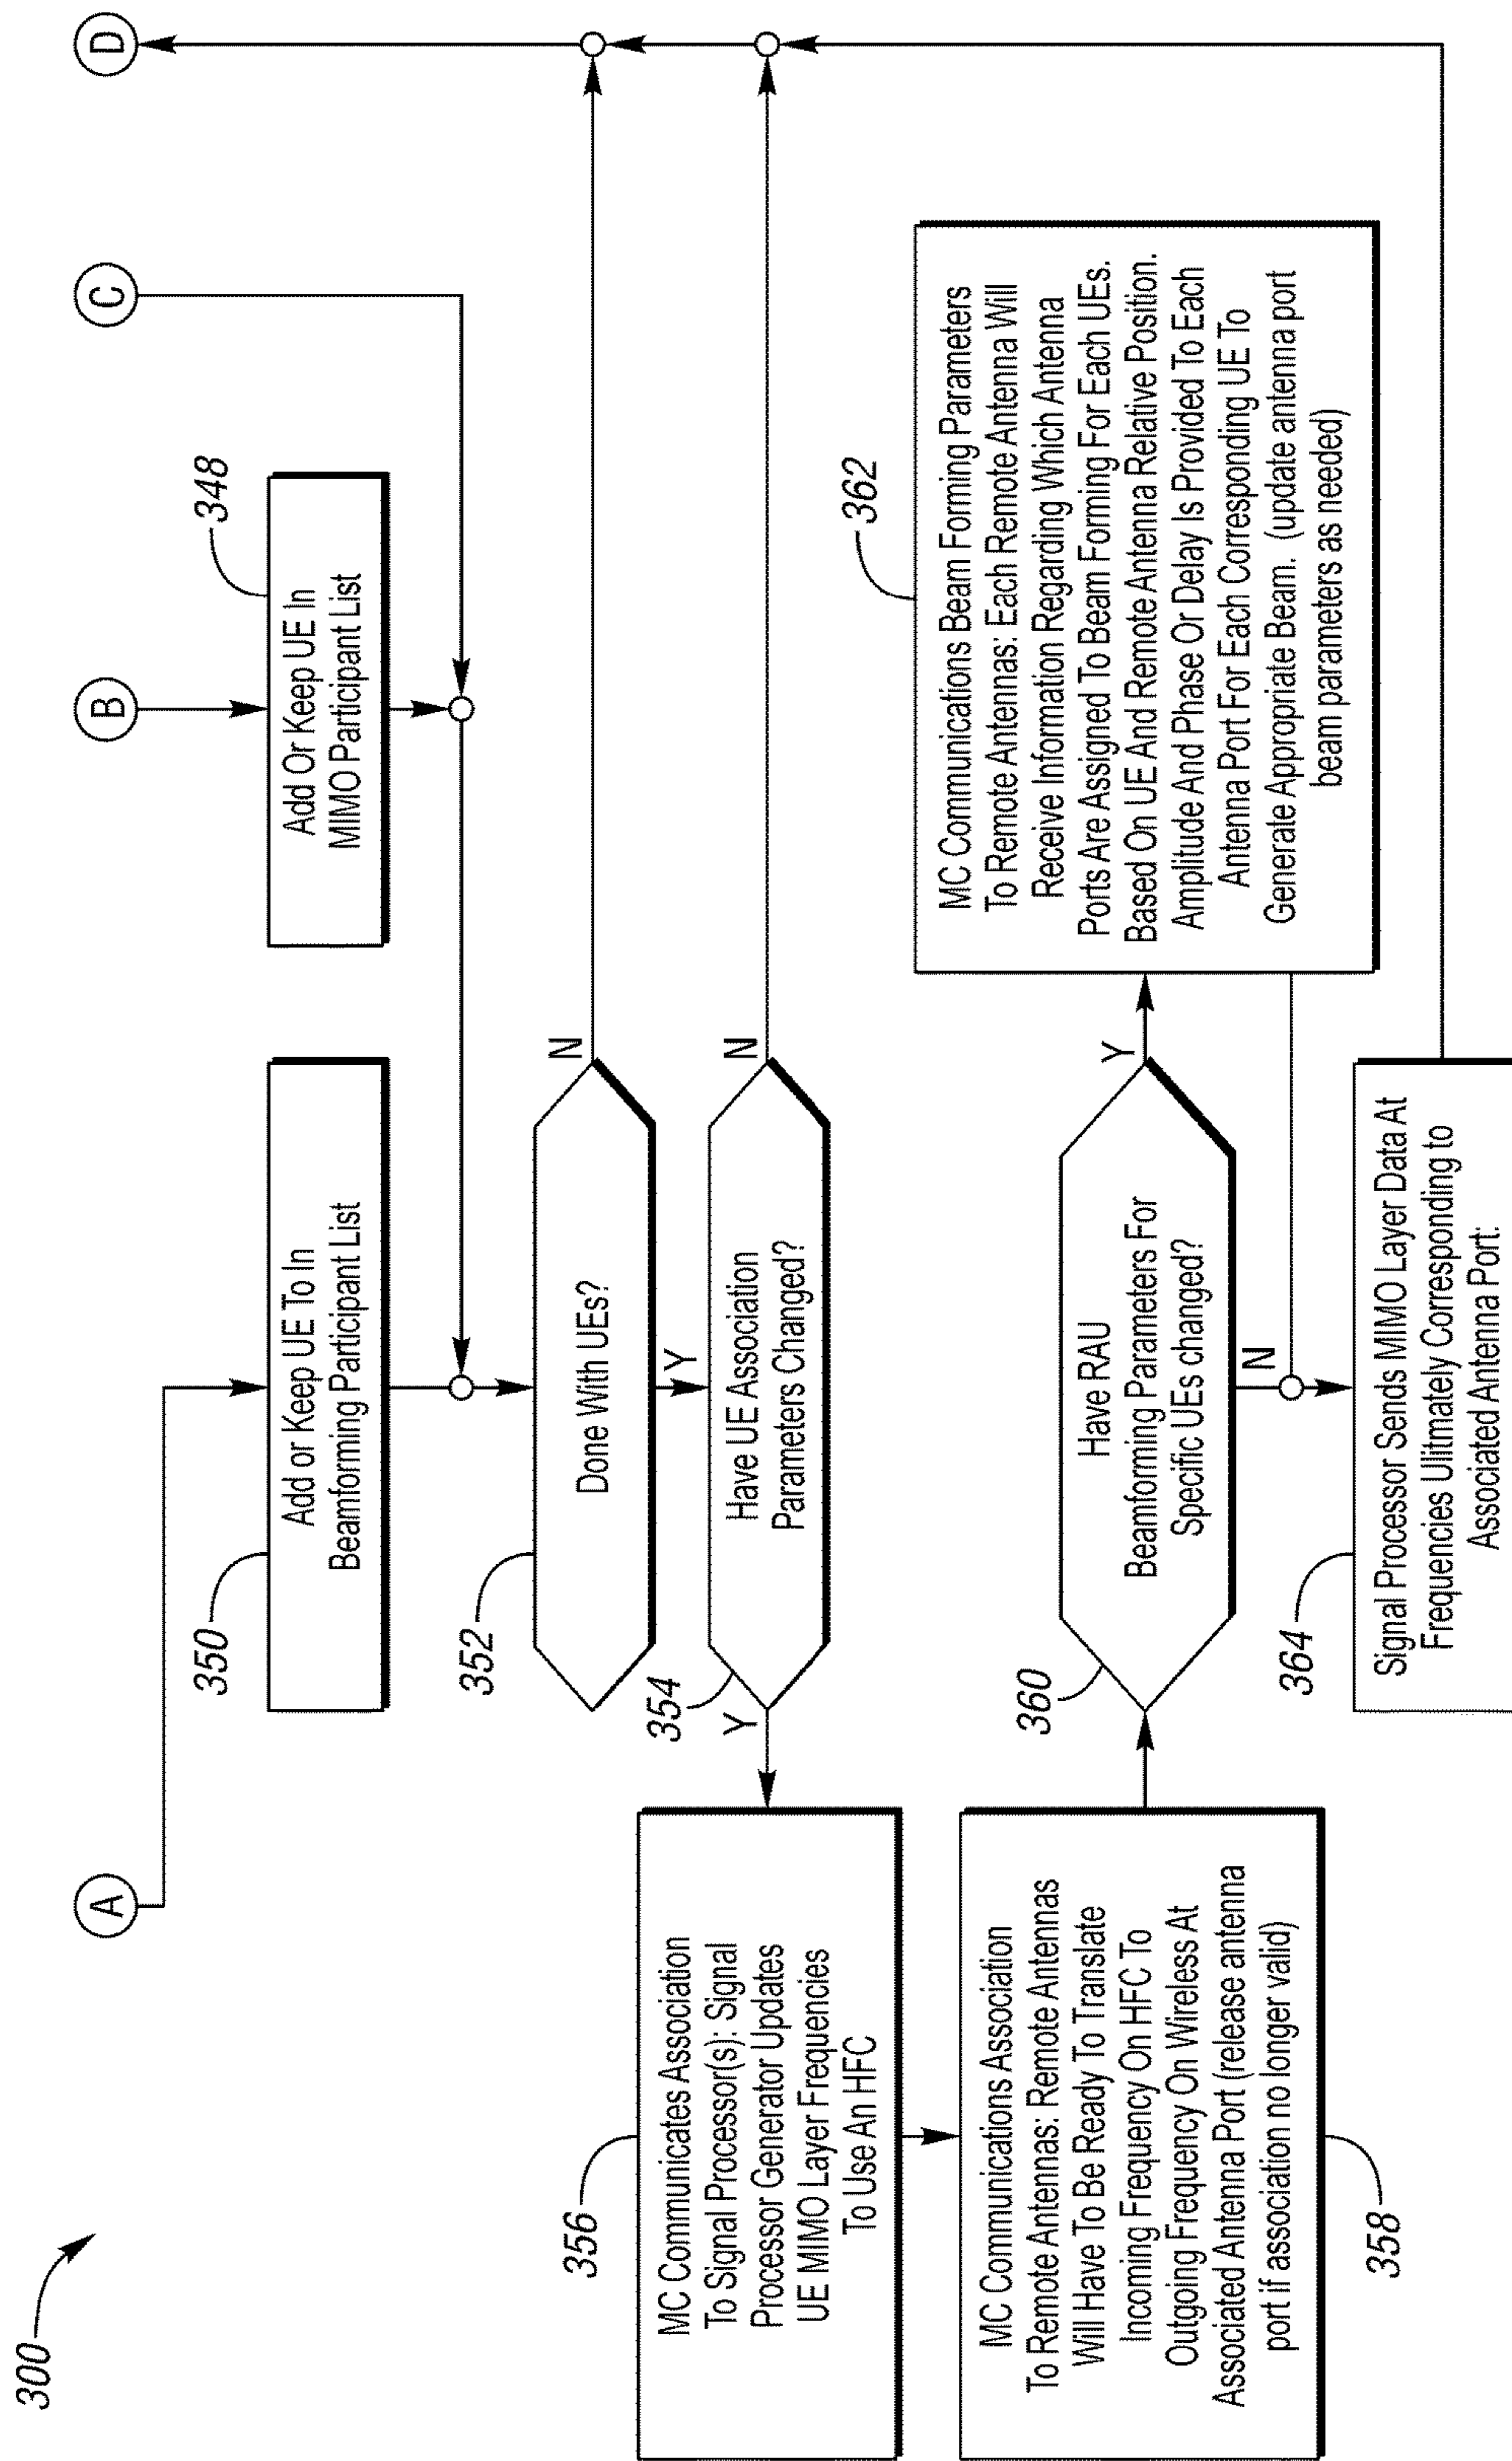 300
A
B
C
D
348
Add Or Keep UE In
MIMO Participant List
350
Add or Keep UE To In
Beamforming Participant List
352
Done With UEs?
N
Y
354
Have UE Association
Parameters Changed?
N
Y
356
MC Communicates Association
To Signal Processor(s): Signal
Processor Generator Updates
UE MIMO Layer Frequencies
To Use An HFC
358
MC Communications Association
To Remote Antennas: Remote Antennas
Will Have To Be Ready To Translate
Incoming Frequency On HFC To
Outgoing Frequency On Wireless At
Associated Antenna Port (release antenna
port if association no longer valid)
360
Have RAU
Beamforming Parameters For
Specific UEs changed?
Y
N
362
MC Communications Beam Forming Parameters
To Remote Antennas: Each Remote Antenna Will
Receive Information Regarding Which Antenna
Ports Are Assigned To Beam Forming For Each UEs.
Based On UE And Remote Antenna Relative Position.
Amplitude And Phase Or Delay Is Provided To Each
Antenna Port For Each Corresponding UE To
Generate Appropriate Beam. (update antenna port
beam parameters as needed)
364
Signal Processor Sends MIMO Layer Data At
Frequencies Ulitmately Corresponding to
Associated Antenna Port: